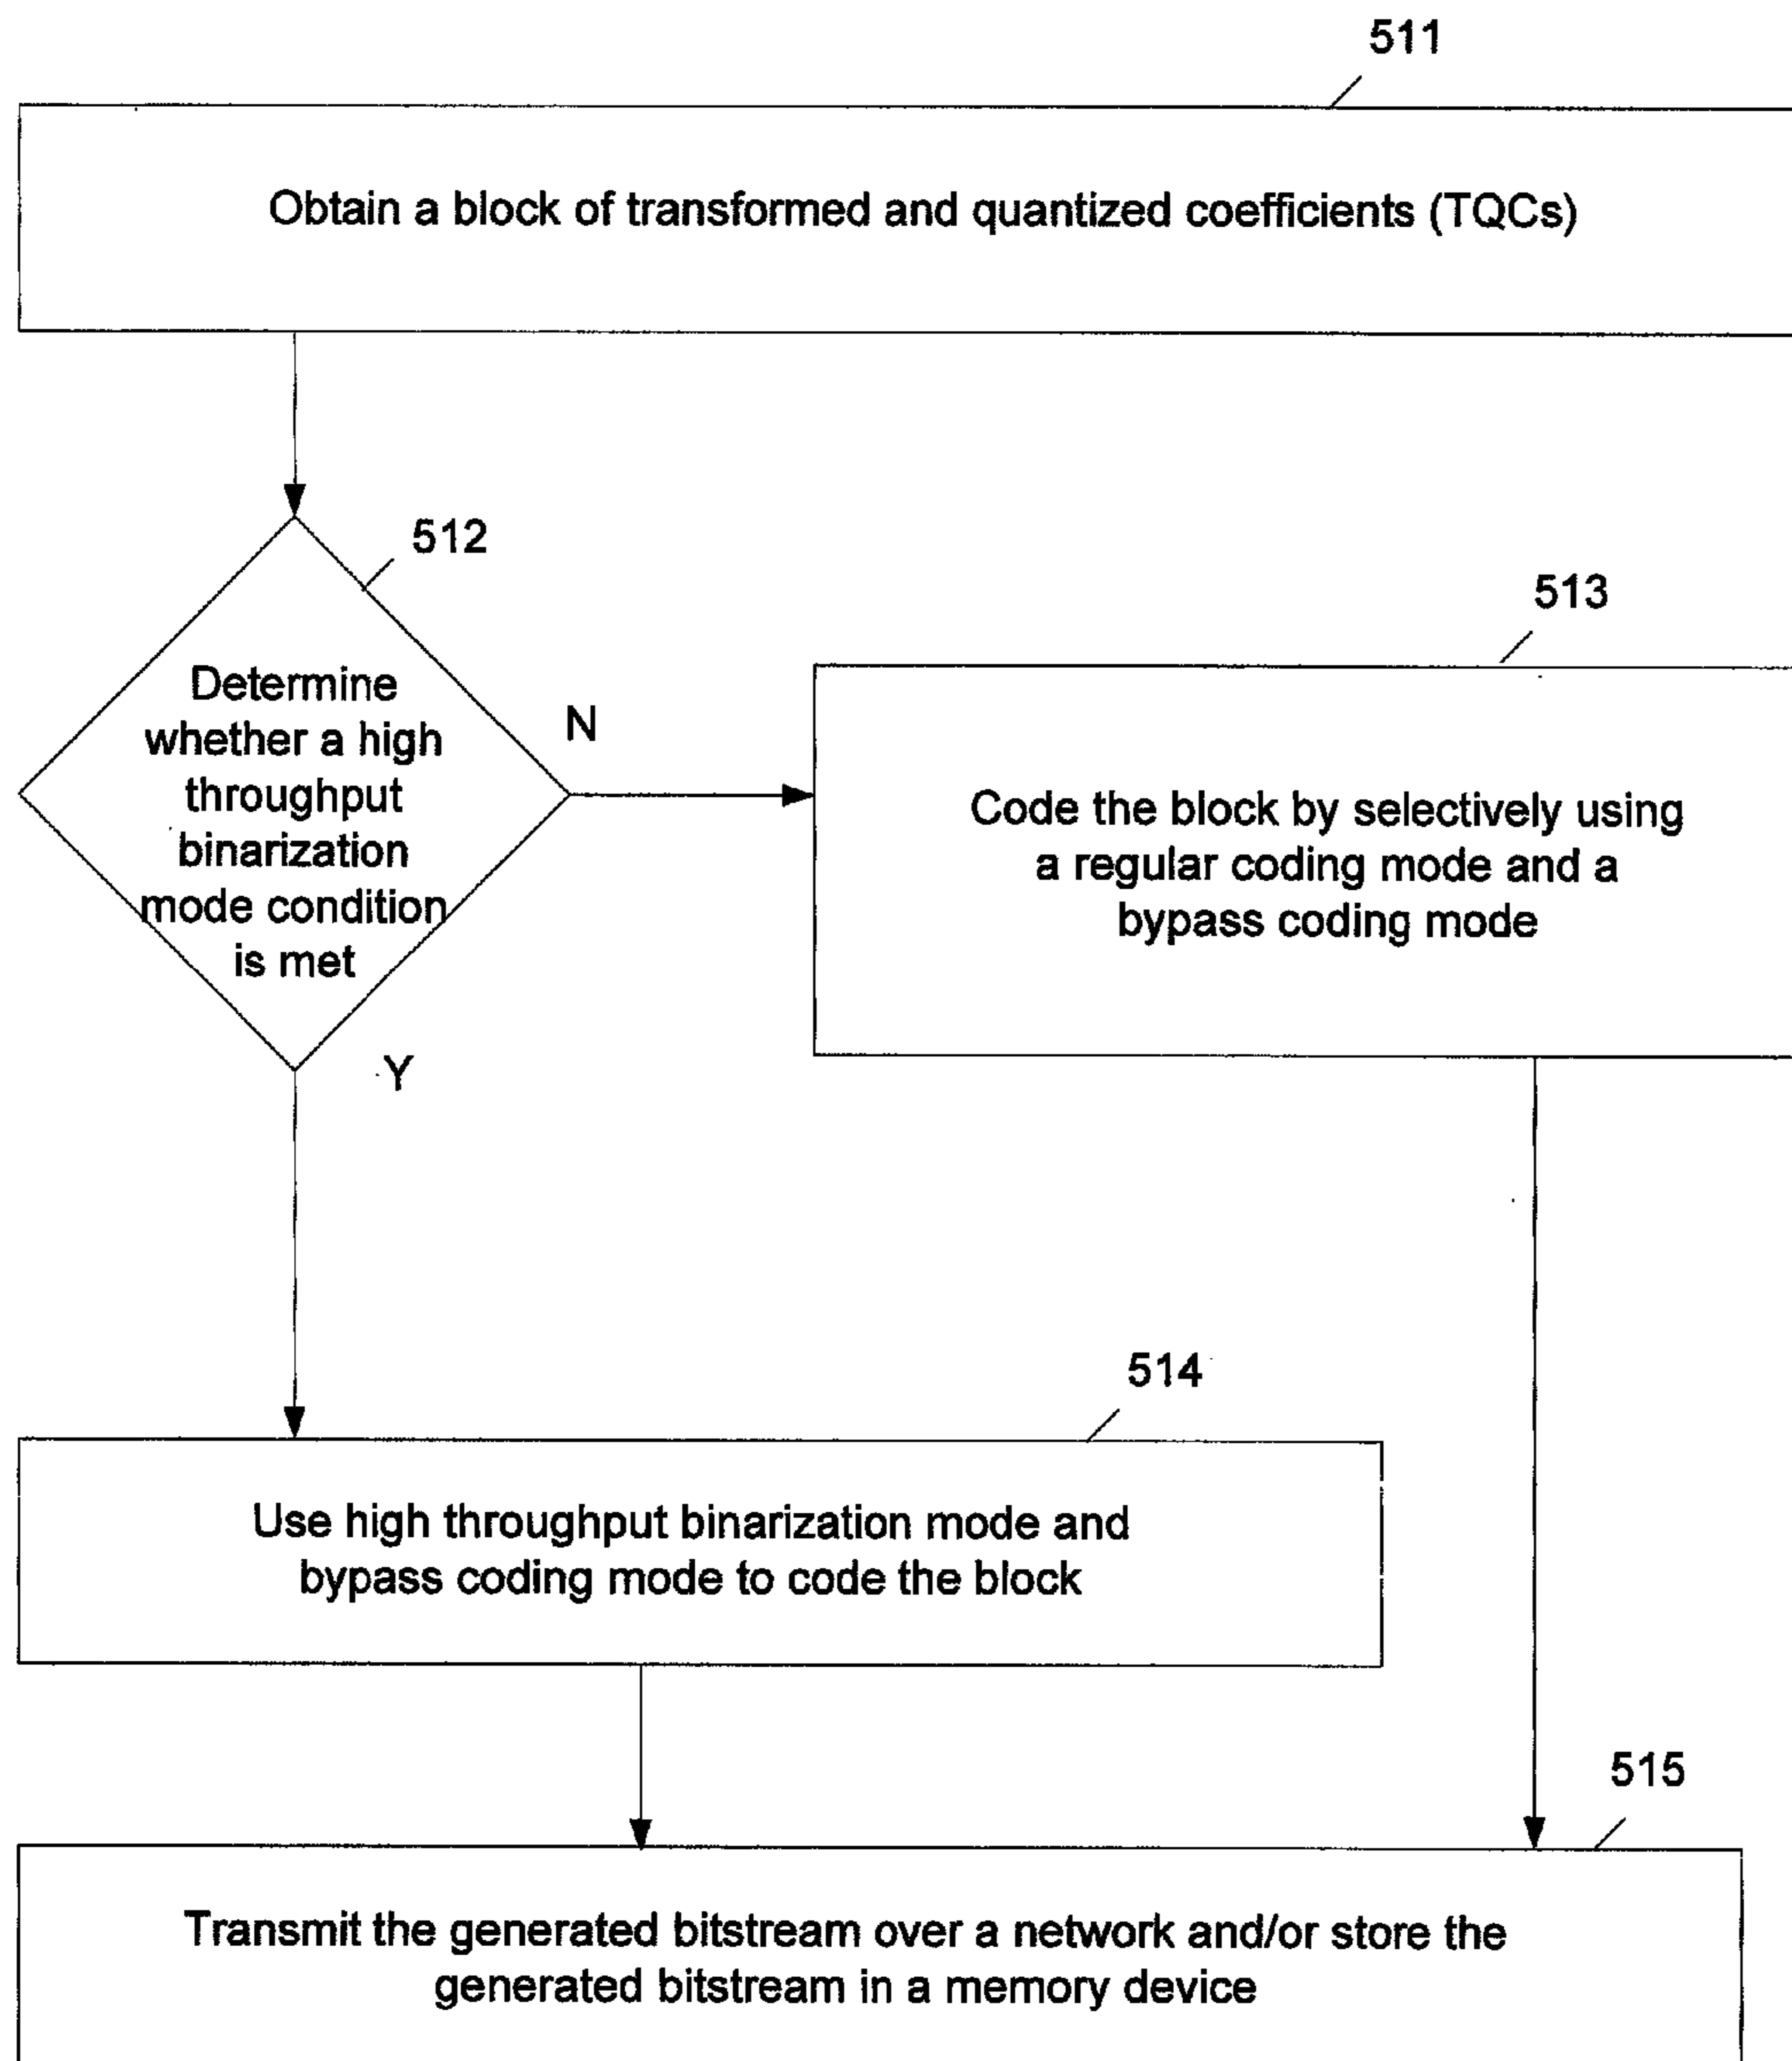 511
Obtain a block of transformed and quantized coefficients (TQCs)
512
Determine
whether a high
throughput
binarization
mode condition
is met
N
Y
513
Code the block by selectively using
a regular coding mode and a
bypass coding mode
514
Use high throughput binarization mode and
bypass coding mode to code the block
515
Transmit the generated bitstream over a network and/or store the
generated bitstream in a memory device